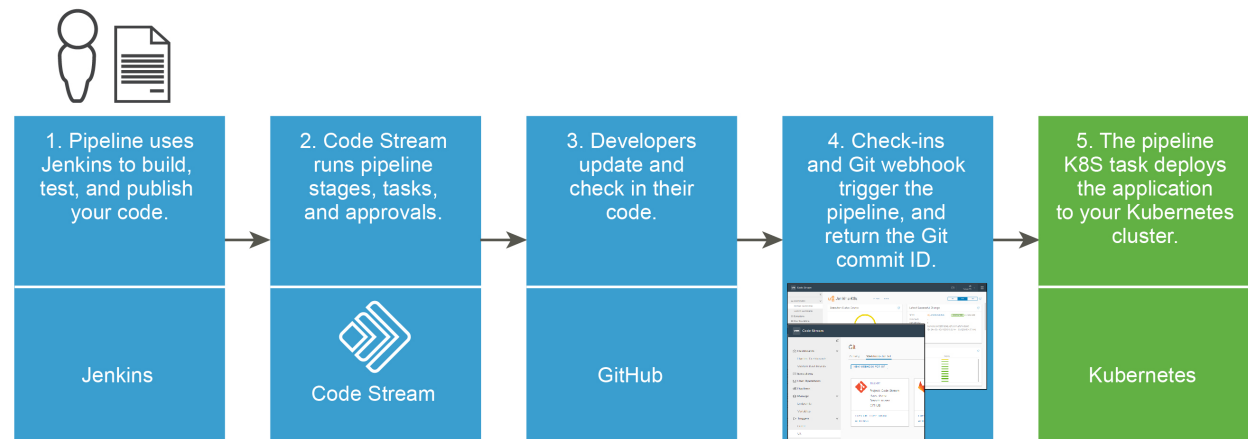 1. Pipeline uses
Jenkins to build,
test, and publish
your code.
Jenkins
2. Code Stream
runs pipeline
stages, tasks,
and approvals.
Code Stream
3. Developers
update and
check in their
code.
GitHub
4. Check-ins
and Git webhook
trigger the
pipeline, and
return the Git
commit ID.
Code Stream
Git
5. The pipeline
K8S task deploys
the application
to your Kubernetes
cluster.
Kubernetes